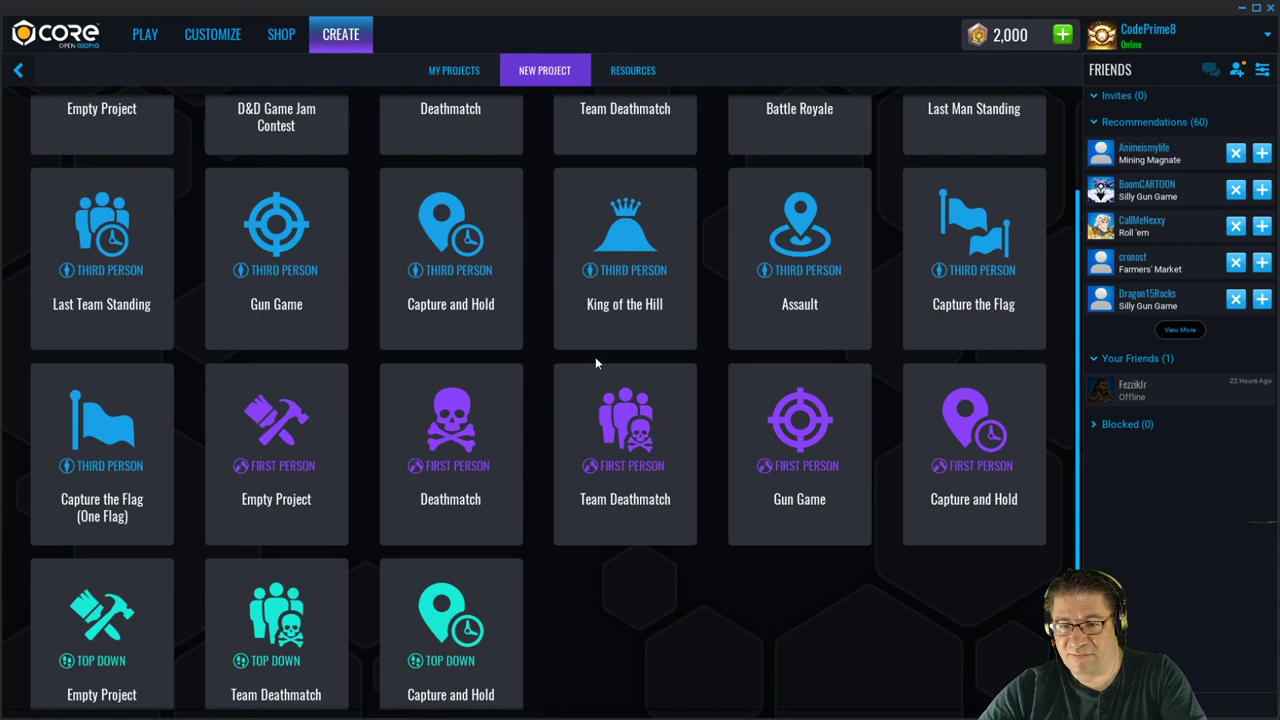 CORE
OPEN alpha
PLAY
CUSTOMIZE
SHOP
CREATE
2,000
CodePrime8
Online
MY PROJECTS
NEW PROJECT
RESOURCES
FRIENDS
Invites (0)
Recommendations (60)
Animeismylife
Mining Magnate
BoomCARTOON
Silly Gun Game
CallMeNexxy
Roll 'em
cronost
Farmers' Market
Dragon15Rocks
Silly Gun Game
View More
Your Friends (1)
FezzikJr
Offline
22 Hours Ago
Blocked (0)
Empty Project
D&D Game Jam
Contest
Deathmatch
Team Deathmatch
Battle Royale
Last Man Standing
THIRD PERSON
Last Team Standing
THIRD PERSON
Gun Game
THIRD PERSON
Capture and Hold
THIRD PERSON
King of the Hill
THIRD PERSON
Assault
THIRD PERSON
Capture the Flag
THIRD PERSON
Capture the Flag
(One Flag)
FIRST PERSON
Empty Project
FIRST PERSON
Deathmatch
FIRST PERSON
Team Deathmatch
FIRST PERSON
Gun Game
FIRST PERSON
Capture and Hold
TOP DOWN
Empty Project
TOP DOWN
Team Deathmatch
TOP DOWN
Capture and Hold